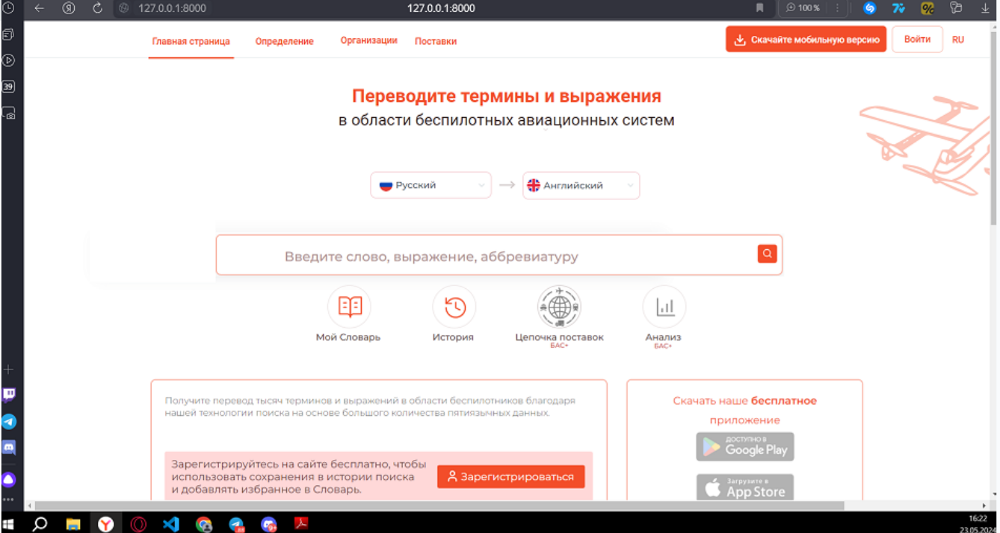 127.0.0.1:8000
127.0.0.1:8000
100 %
39
Главная страница
Определение
Организации
Поставки
Скачайте мобильную версию
Войти
RU
Переводите термины и выражения
в области беспилотных авиационных систем
Русский
Английский
Введите слово, выражение, аббревиатуру
Мой Словарь
История
Цепочка поставок
БАС+
Анализ
БАС+
Получите перевод тысяч терминов и выражений в области беспилотников благодаря
нашей технологии поиска на основе большого количества пятиязычных данных.
Зарегистрируйтесь на сайте бесплатно, чтобы
использовать сохранения в истории поиска
и добавлять избранное в Словарь.
Зарегистрироваться
Скачать наше бесплатное
приложение
ДОСТУПНО В
Google Play
Загрузите в
App Store
16:22
23.05.2024